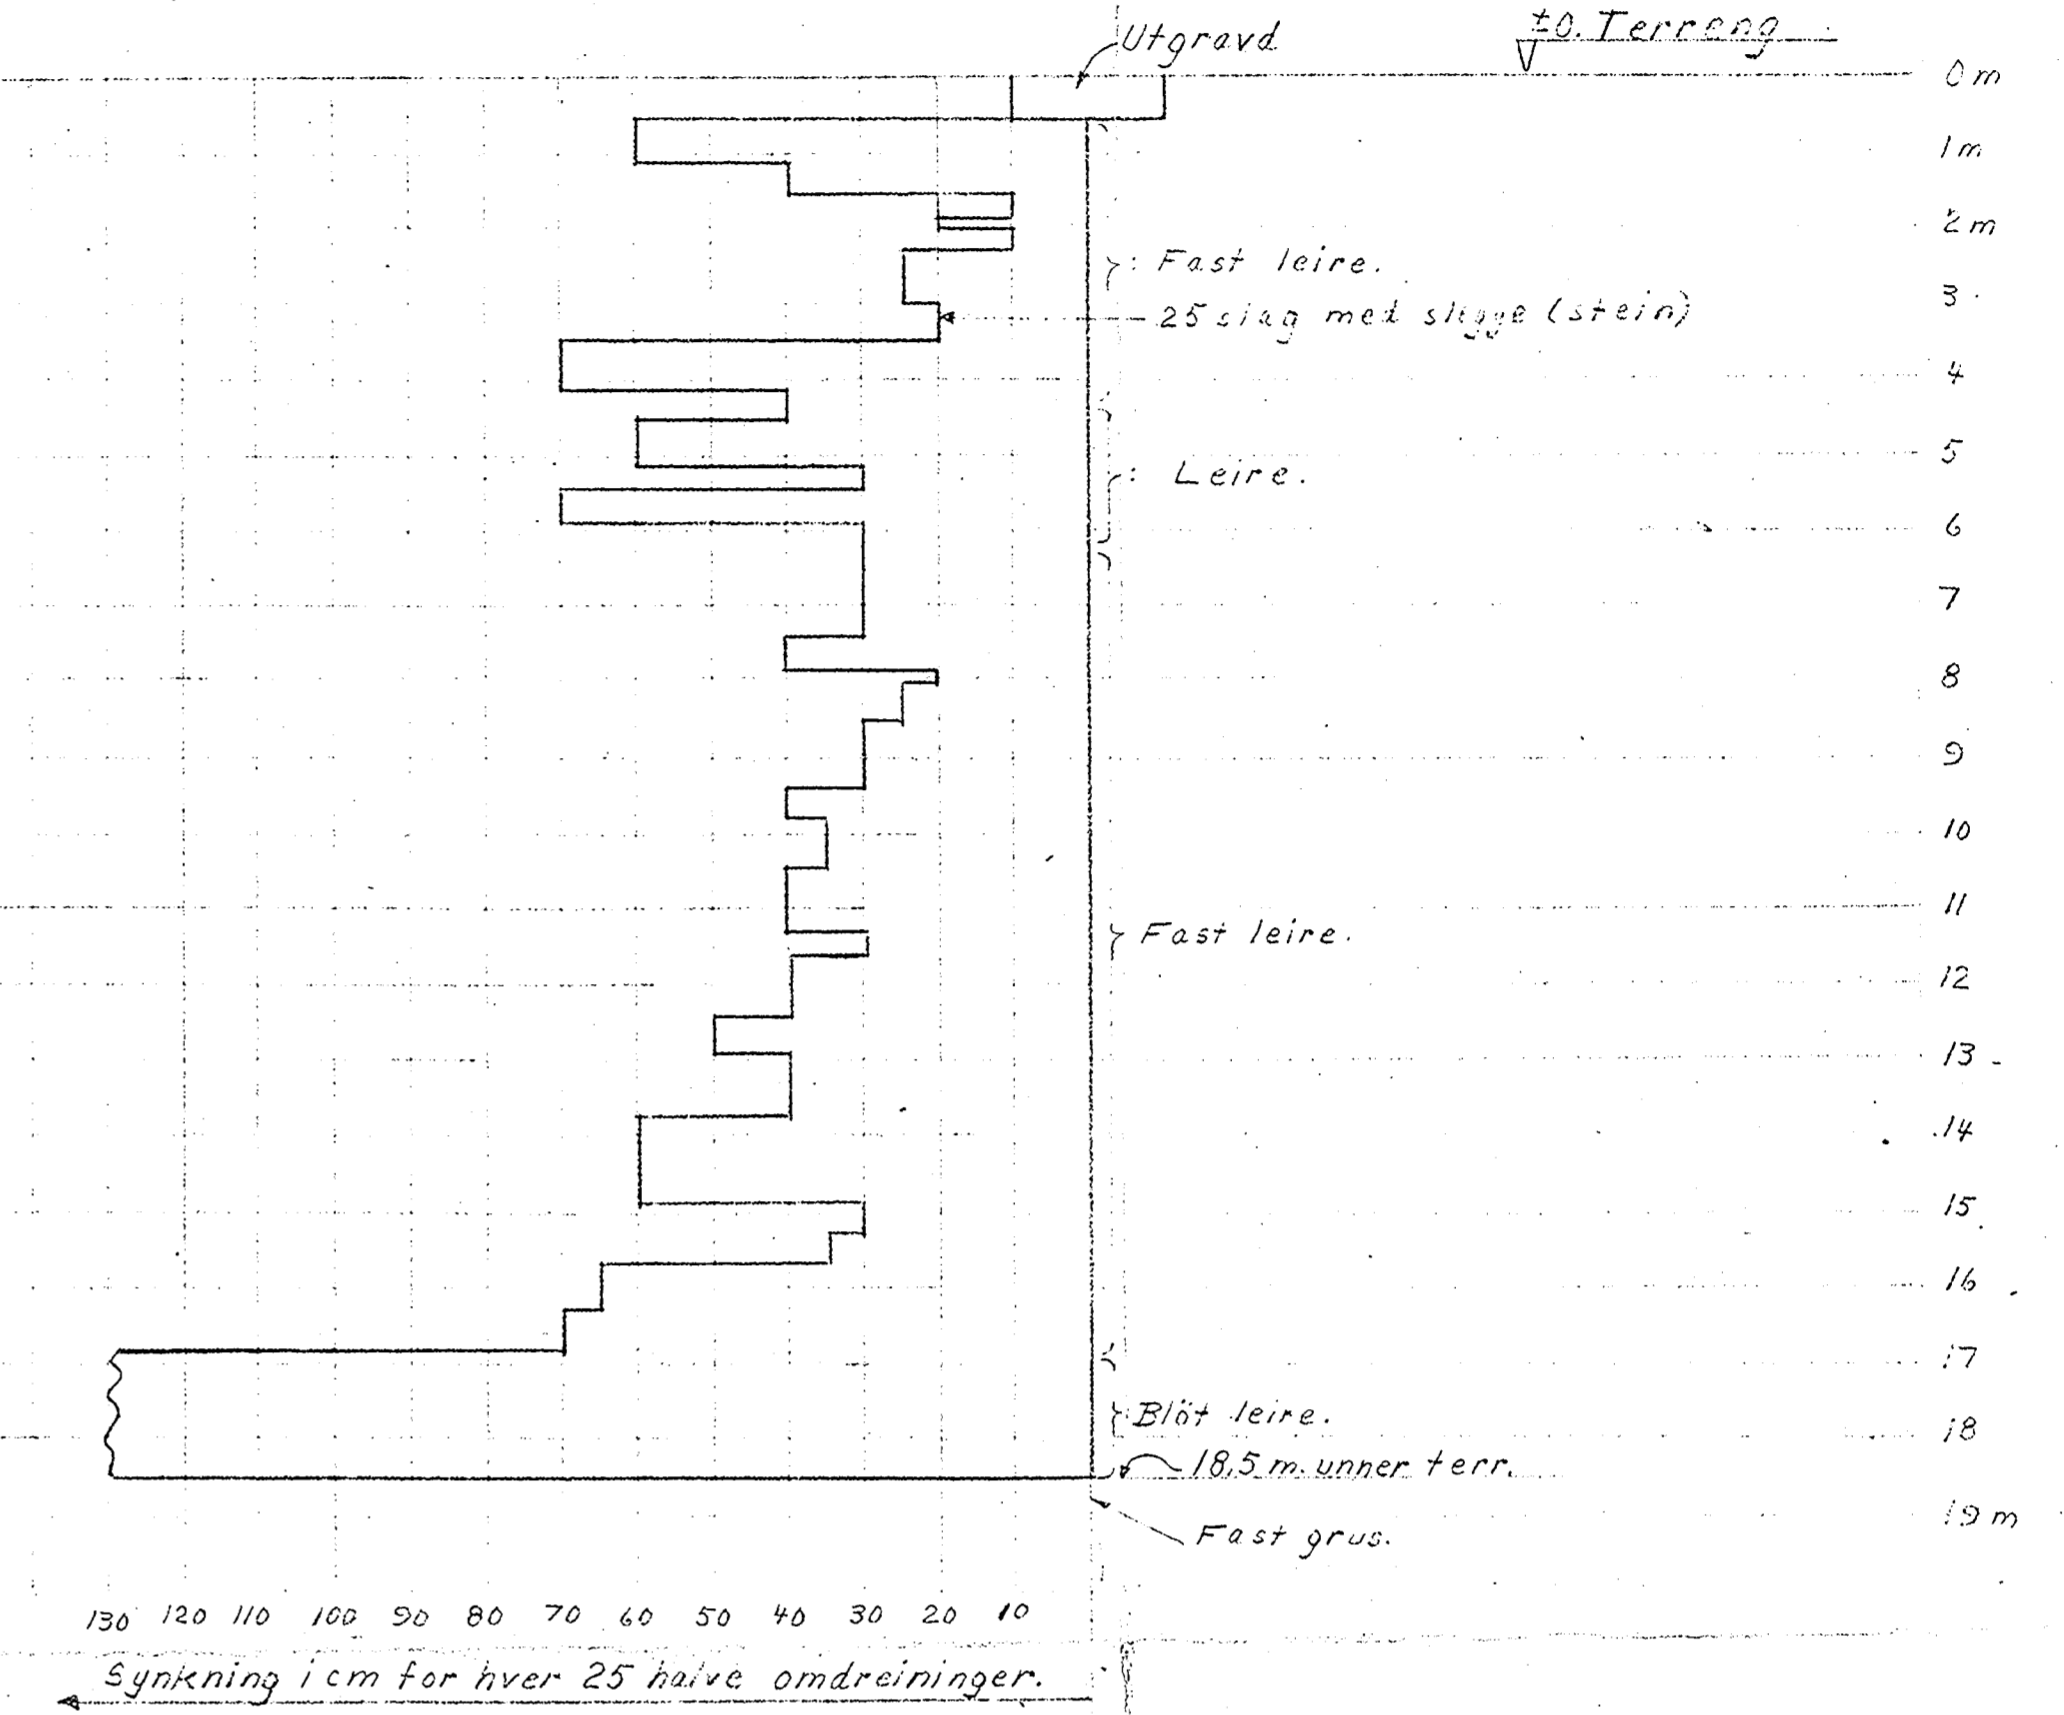 ±0. Terreng
Utgravd
0 m
1 m
2 m
: Fast leire.
3
25 slag med slegge (stein)
4
5
: Leire.
6
7
8
9
10
11
Fast leire.
12
13
14
15
16
17
: Blöt leire.
18
18,5 m. unner terr.
19 m
Fast grus.
130 120 110 100 90 80 70 60 50 40 30 20 10
Synkning i cm for hver 25 halve omdreininger.